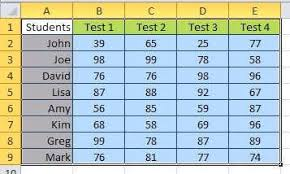 A B C D E
1 Students Test 1 Test 2 Test 3 Test 4
2 John 39 65 25 77
3 Joe 98 99 78 58
4 David 76 76 98 96
5 Lisa 87 88 92 67
6 Amy 56 85 59 87
7 Kim 68 58 69 96
8 Greg 99 78 87 89
9 Mark 76 81 77 74
10